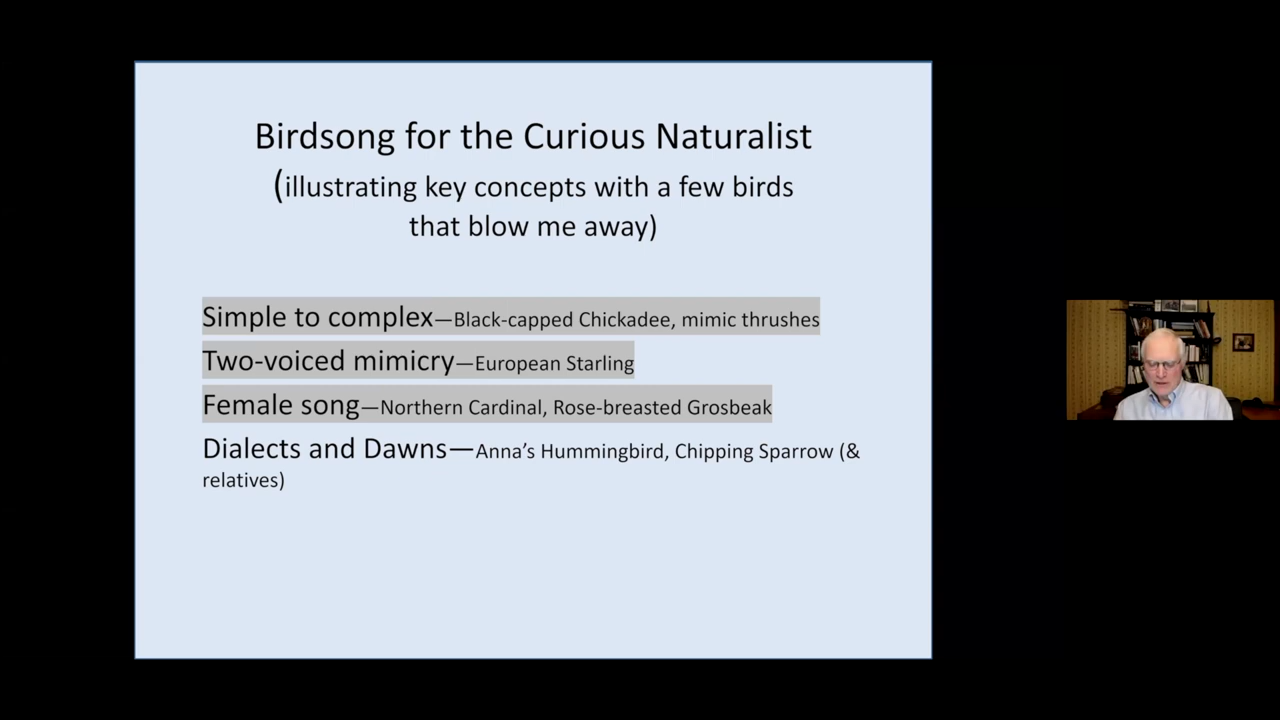 Birdsong for the Curious Naturalist
(illustrating key concepts with a few birds
that blow me away)
Simple to complex—Black-capped Chickadee, mimic thrushes
Two-voiced mimicry—European Starling
Female song—Northern Cardinal, Rose-breasted Grosbeak
Dialects and Dawns—Anna’s Hummingbird, Chipping Sparrow (&
relatives)